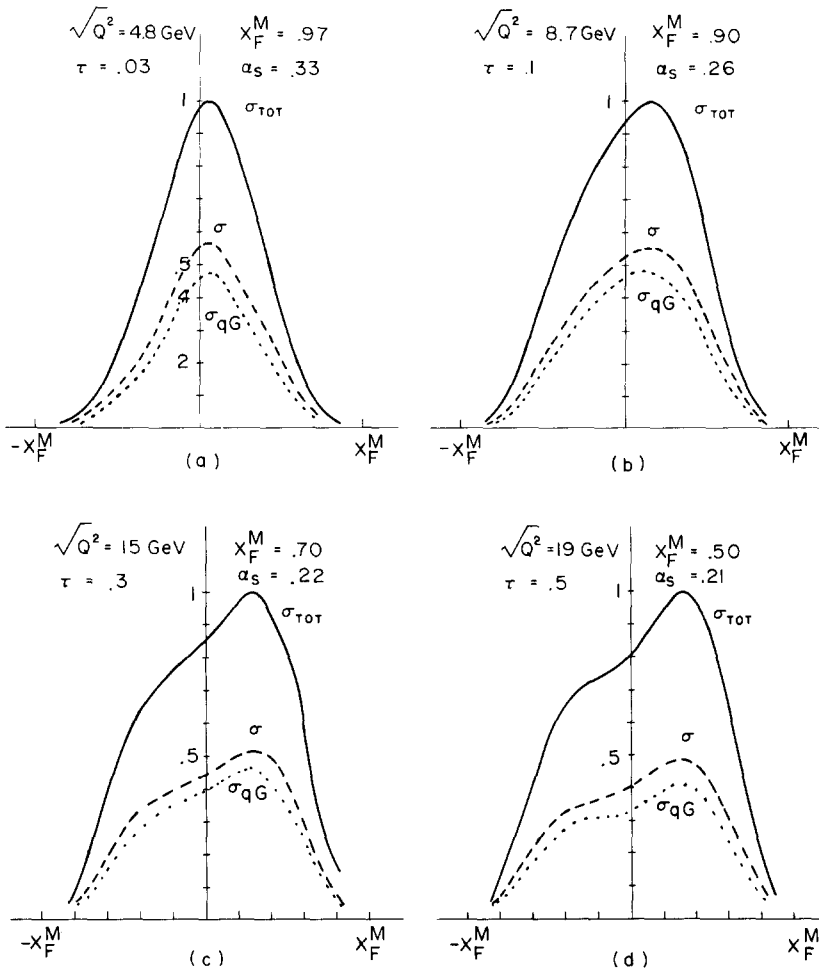 √Q² = 4.8 GeV
X_F^M = .97
τ = .03
α_s = .33
1
σ_TOT
σ
.5
4
σ_qG
2
-X_F^M
X_F^M
(a)
√Q² = 8.7 GeV
X_F^M = .90
τ = .1
α_s = .26
1
σ_TOT
σ
σ_qG
-X_F^M
X_F^M
(b)
√Q² = 15 GeV
X_F^M = .70
τ = .3
α_s = .22
1
σ_TOT
σ
.5
σ_qG
-X_F^M
X_F^M
(c)
√Q² = 19 GeV
X_F^M = .50
τ = .5
α_s = .21
1
σ_TOT
σ
.5
σ_qG
-X_F^M
X_F^M
(d)